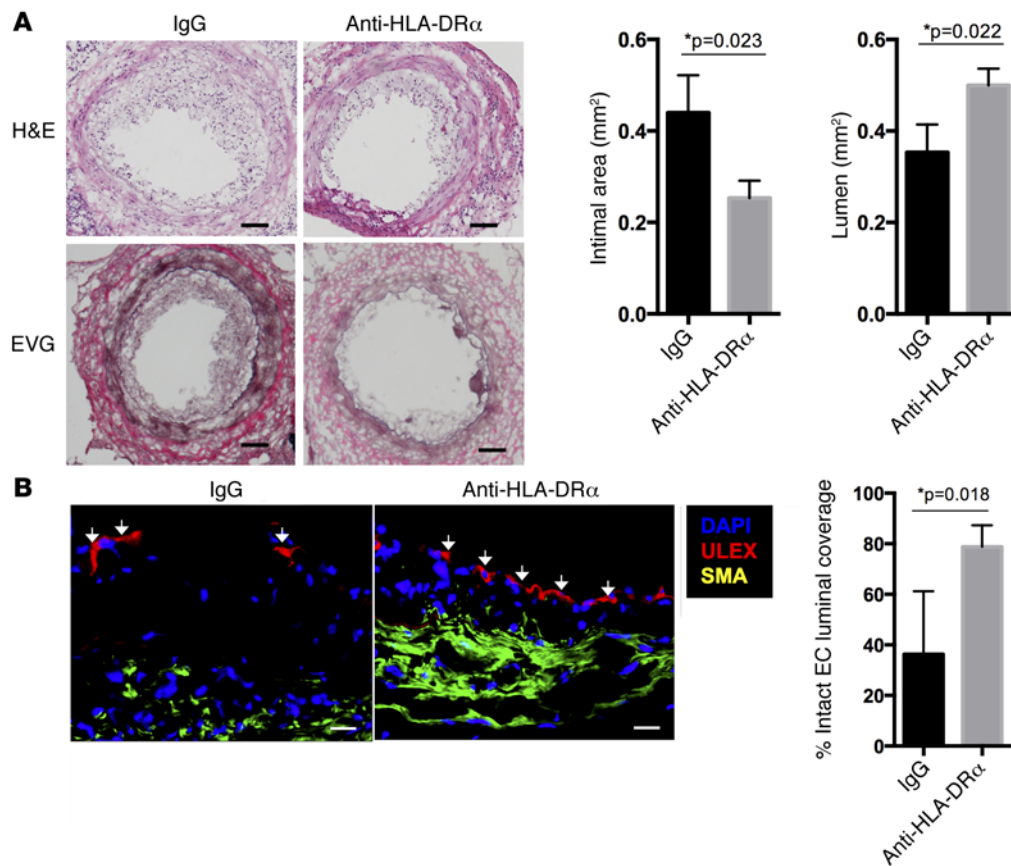 A
IgG
Anti-HLA-DRα
H&E
EVG
*p=0.023
0.6
0.4
0.2
0.0
Intimal area (mm²)
IgG
Anti-HLA-DRα
*p=0.022
0.6
0.4
0.2
0.0
Lumen (mm²)
IgG
Anti-HLA-DRα
B
IgG
Anti-HLA-DRα
DAPI
ULEX
SMA
*p=0.018
100
80
60
40
20
0
% Intact EC luminal coverage
IgG
Anti-HLA-DRα